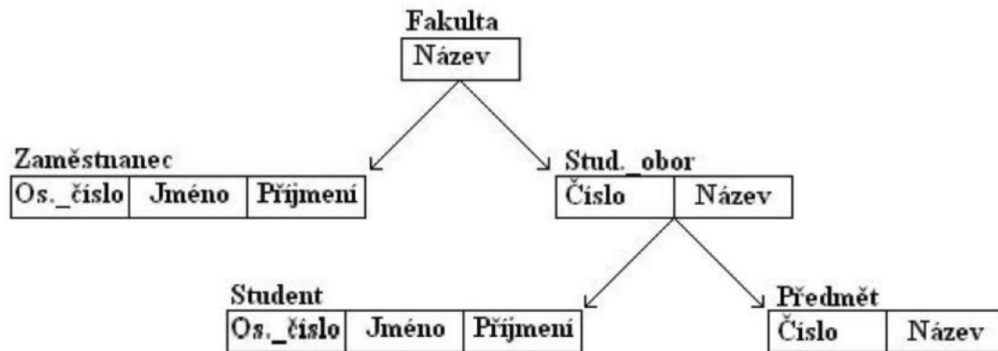 Fakulta
Název
Zaměstnanec
Os._číslo Jméno Příjmení
Stud._obor
Číslo Název
Student
Os._číslo Jméno Příjmení
Předmět
Číslo Název